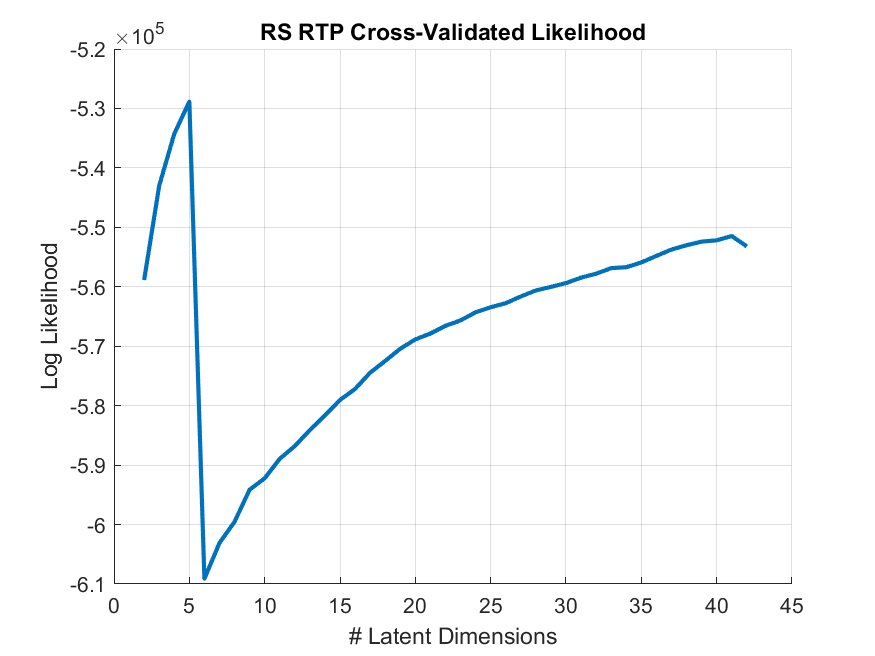 RS RTP Cross-Validated Likelihood
×10^5
-5.2
-5.3
-5.4
-5.5
-5.6
-5.7
-5.8
-5.9
-6
-6.1
Log Likelihood
0 5 10 15 20 25 30 35 40 45
# Latent Dimensions